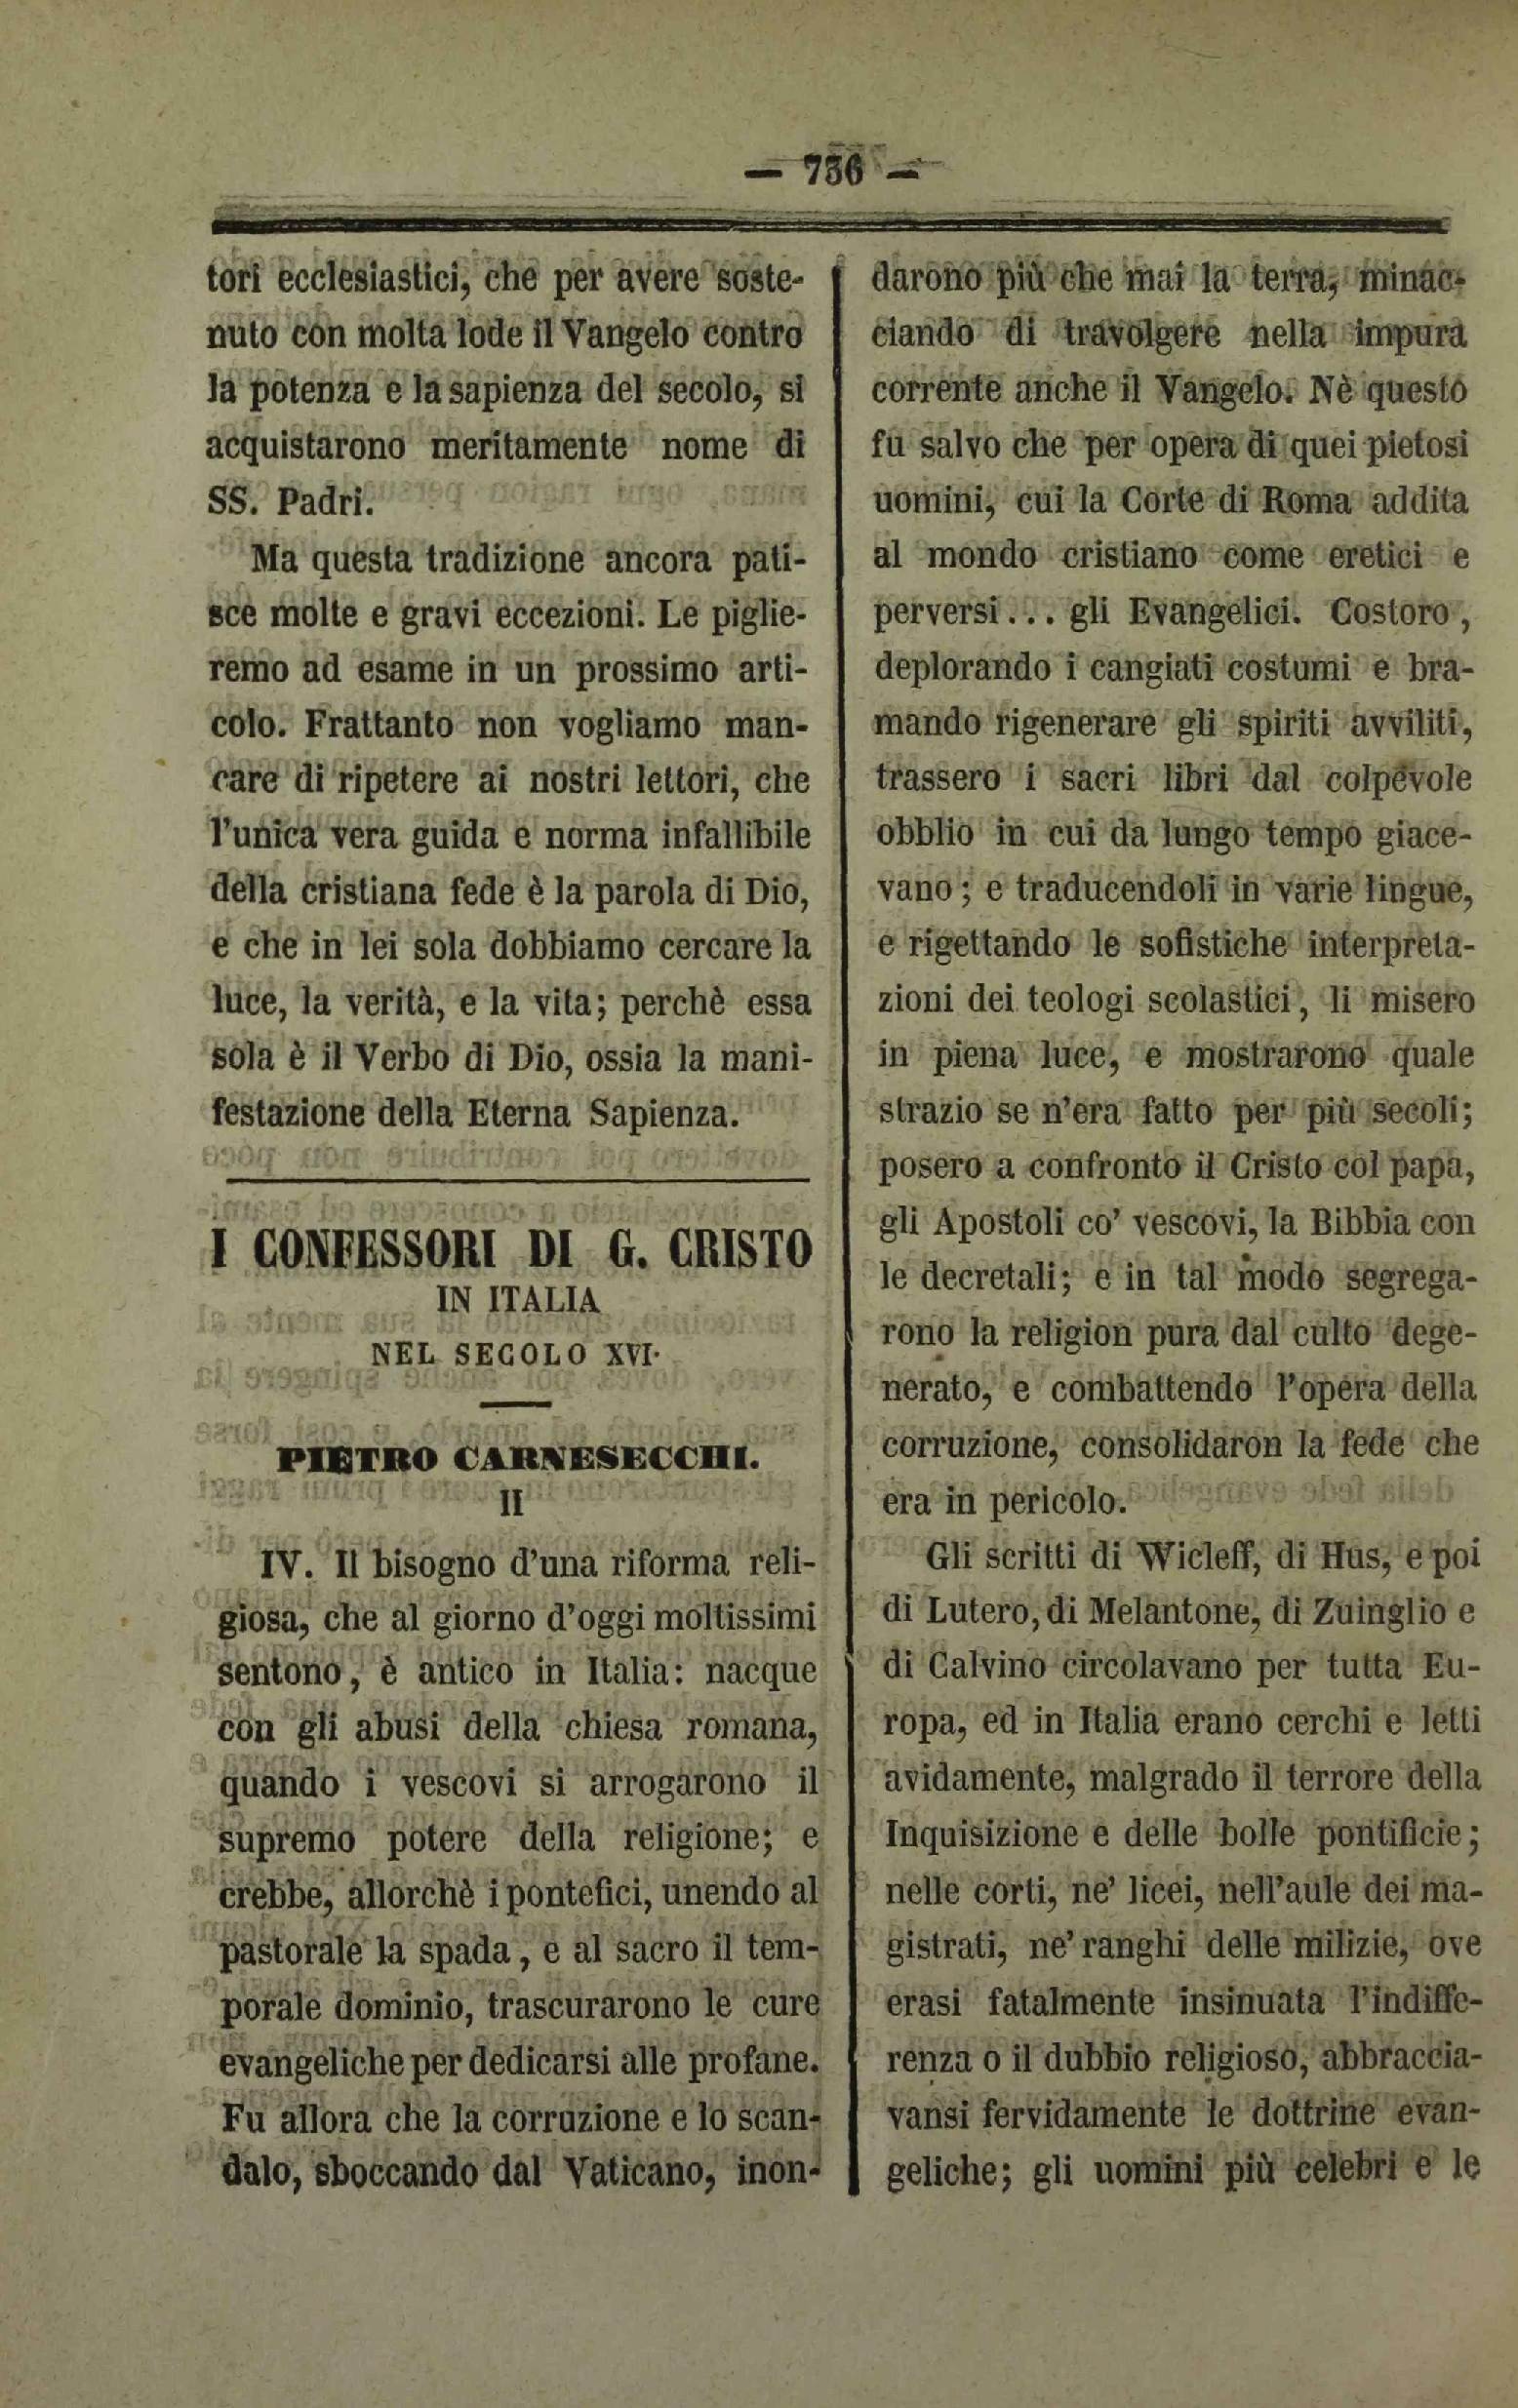 — 736 —
tori ecclesiastici, che per avere soste-
nuto con molta lode il Vangelo contro
la potenza e la sapienza del secolo, si
acquistarono meritamente nome di
SS. Padri.
Ma questa tradizione ancora pati-
sce molte e gravi eccezioni. Le piglie-
remo ad esame in un prossimo arti-
colo. Frattanto non vogliamo man-
care di ripetere ai nostri lettori, che
l'unica vera guida e norma infallibile
della cristiana fede è la parola di Dio,
e che in lei sola dobbiamo cercare la
luce, la verità, e la vita; perchè essa
sola è il Verbo di Dio, ossia la mani-
festazione della Eterna Sapienza.
I CONFESSORI DI G. CRISTO
IN ITALIA
NEL SECOLO XVI.
PIETRO CARNESECCHI.
II
IV. Il bisogno d'una riforma reli-
giosa, che al giorno d'oggi moltissimi
sentono, è antico in Italia: nacque
con gli abusi della chiesa romana,
quando i vescovi si arrogarono il
supremo potere della religione; e
crebbe, allorchè i pontefici, unendo al
pastorale la spada, e al sacro il tem-
porale dominio, trascurarono le cure
evangeliche per dedicarsi alle profane.
Fu allora che la corruzione e lo scan-
dalo, sboccando dal Vaticano, inon-
darono più che mai la terra, minac-
ciando di travolgere nella impura
corrente anche il Vangelo. Nè questo
fu salvo che per opera di quei pietosi
uomini, cui la Corte di Roma addita
al mondo cristiano come eretici e
perversi... gli Evangelici. Costoro,
deplorando i cangiati costumi e bra-
mando rigenerare gli spiriti avviliti,
trassero i sacri libri dal colpevole
obblio in cui da lungo tempo giace-
vano; e traducendoli in varie lingue,
e rigettando le sofistiche interpreta-
zioni dei teologi scolastici, li misero
in piena luce, e mostrarono quale
strazio se n'era fatto per più secoli;
posero a confronto il Cristo col papa,
gli Apostoli co' vescovi, la Bibbia con
le decretali; e in tal modo segrega-
rono la religion pura dal culto dege-
nerato, e combattendo l'opera della
corruzione, consolidaron la fede che
era in pericolo.
Gli scritti di Wicleff, di Hus, e poi
di Lutero, di Melantone, di Zuinglio e
di Calvino circolavano per tutta Eu-
ropa, ed in Italia erano cerchi e letti
avidamente, malgrado il terrore della
Inquisizione e delle bolle pontificie;
nelle corti, ne' licei, nell'aule dei ma-
gistrati, ne' ranghi delle milizie, ove
erasi fatalmente insinuata l'indiffe-
renza o il dubbio religioso, abbraccia-
vansi fervidamente le dottrine evan-
geliche; gli uomini più celebri e le